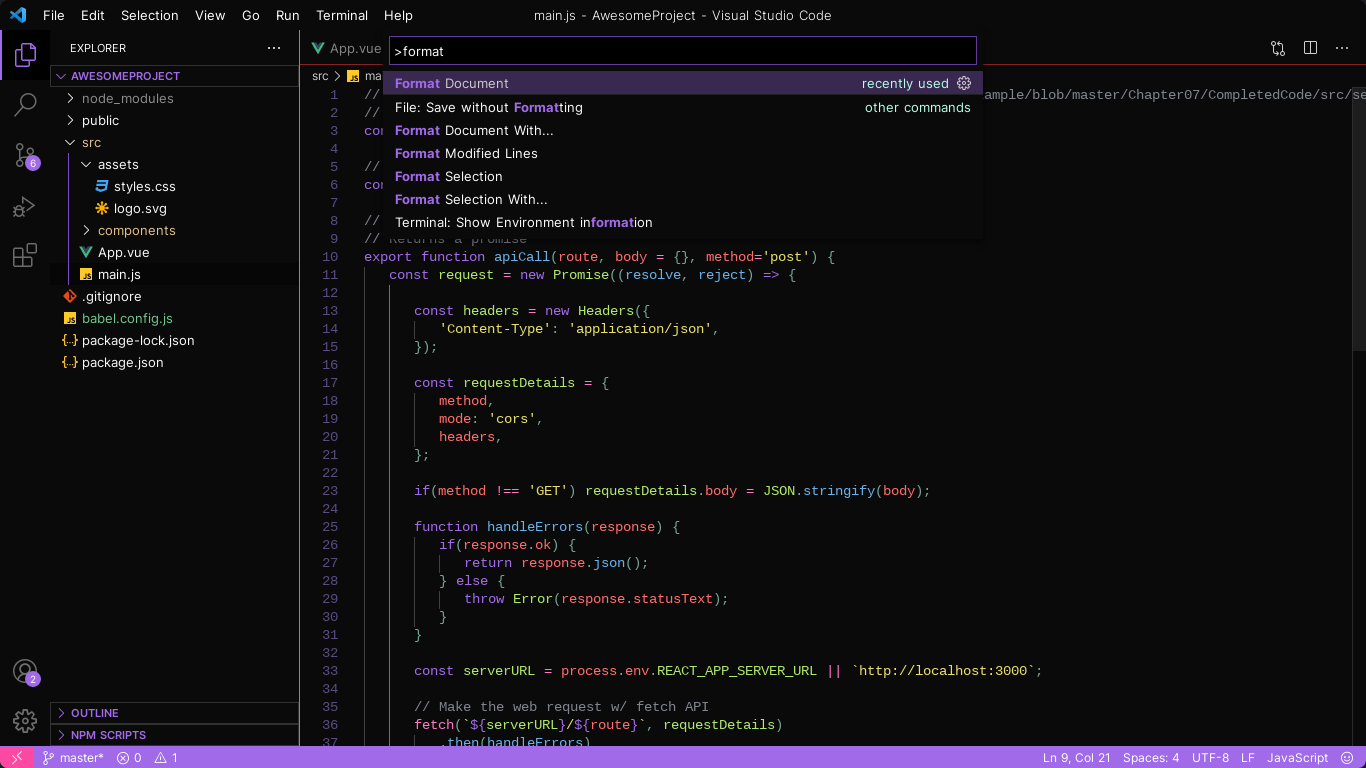 File Edit Selection View Go Run Terminal Help
main.js - AwesomeProject - Visual Studio Code
EXPLORER
AWESOMEPROJECT
node_modules
public
src
assets
styles.css
logo.svg
components
App.vue
main.js
.gitignore
babel.config.js
package-lock.json
package.json
OUTLINE
NPM SCRIPTS
6
2
App.vue
>format
src > JS ma
Format Document recently used
File: Save without Formatting other commands
Format Document With...
Format Modified Lines
Format Selection
Format Selection With...
Terminal: Show Environment information
1 // ample/blob/master/Chapter07/CompletedCode/src/se
2 //
3 con
4
5 //
6 con
7
8 //
9 // Returns a promise
10 export function apiCall(route, body = {}, method='post') {
11 const request = new Promise((resolve, reject) => {
12
13 const headers = new Headers({
14 'Content-Type': 'application/json',
15 });
16
17 const requestDetails = {
18 method,
19 mode: 'cors',
20 headers,
21 };
22
23 if(method !== 'GET') requestDetails.body = JSON.stringify(body);
24
25 function handleErrors(response) {
26 if(response.ok) {
27 return response.json();
28 } else {
29 throw Error(response.statusText);
30 }
31 }
32
33 const serverURL = process.env.REACT_APP_SERVER_URL || `http://localhost:3000`;
34
35 // Make the web request w/ fetch API
36 fetch(`${serverURL}/${route}`, requestDetails)
37 .then(handleErrors)
master* 0 1
Ln 9, Col 21 Spaces: 4 UTF-8 LF JavaScript